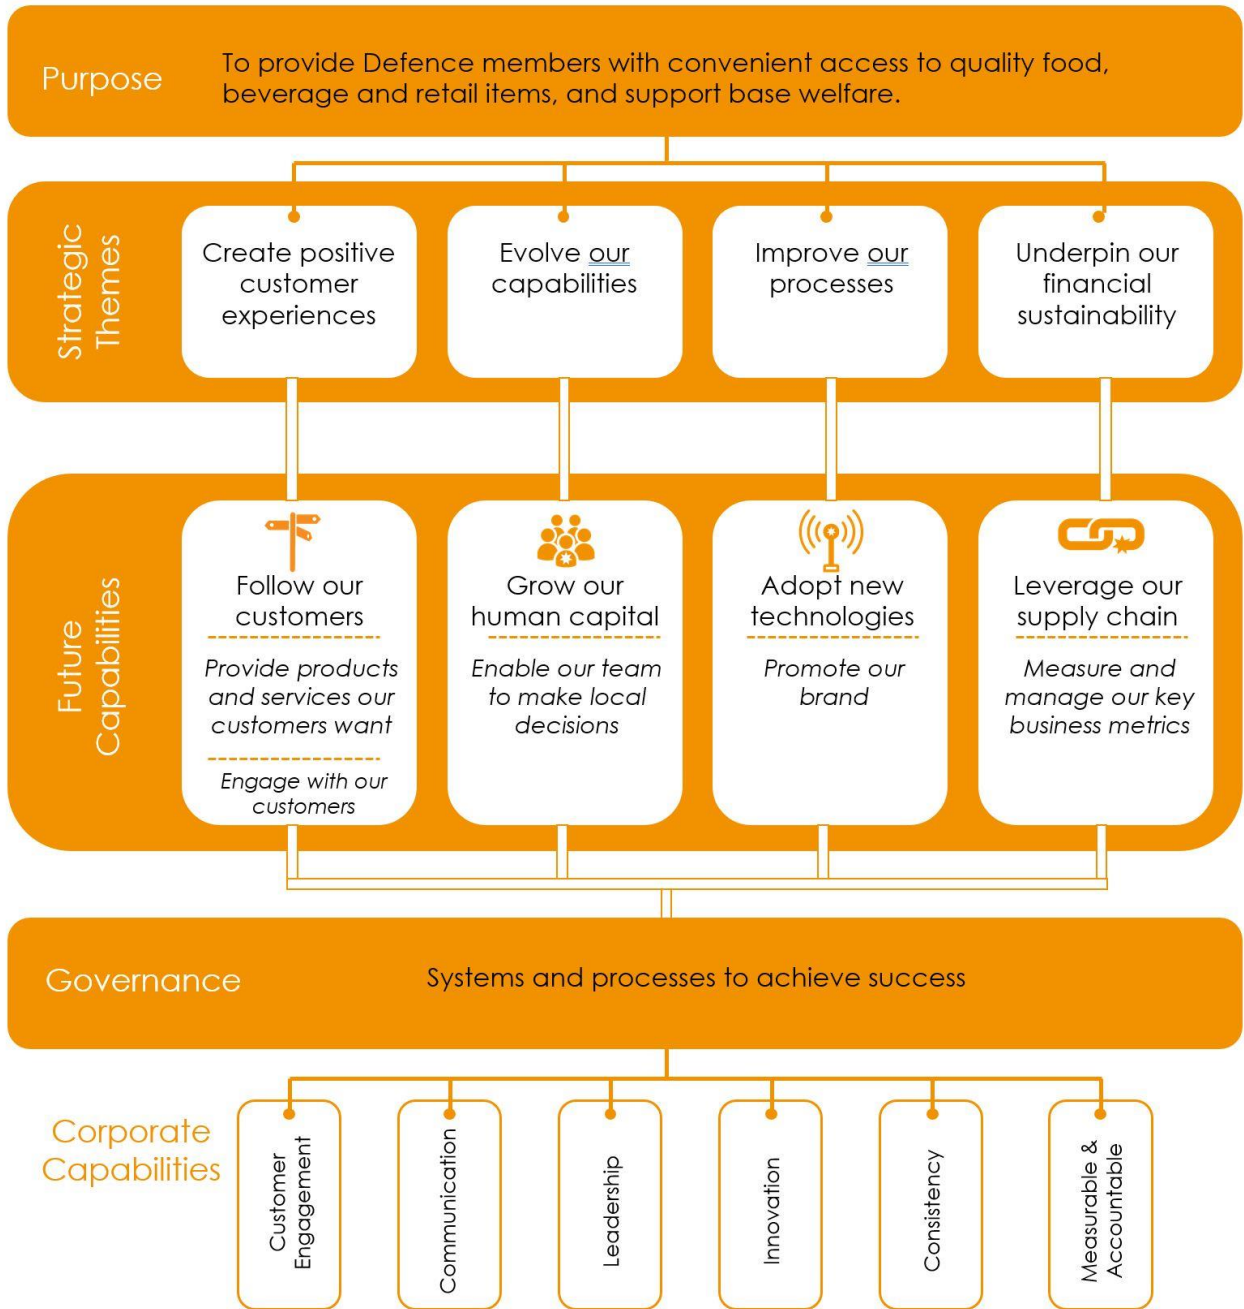 Purpose
To provide Defence members with convenient access to quality food,
beverage and retail items, and support base welfare.
Strategic
Themes
Create positive
customer
experiences
Evolve our
capabilities
Improve our
processes
Underpin our
financial
sustainability
Future
Capabilities
Follow our
customers
Provide products
and services our
customers want
Engage with our
customers
Grow our
human capital
Enable our team
to make local
decisions
Adopt new
technologies
Promote our
brand
Leverage our
supply chain
Measure and
manage our key
business metrics
Governance
Systems and processes to achieve success
Corporate
Capabilities
Customer
Engagement
Communication
Leadership
Innovation
Consistency
Measurable &
Accountable